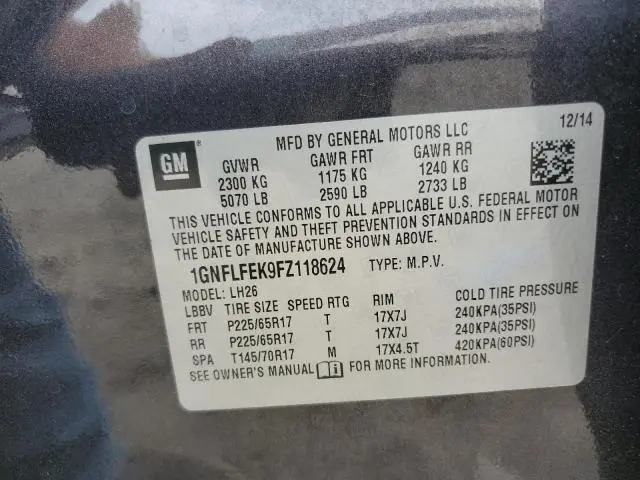 12/14
GM
MFD BY GENERAL MOTORS LLC
GVWR GAWR FRT GAWR RR
2300 KG 1175 KG 1240 KG
5070 LB 2590 LB 2733 LB
THIS VEHICLE CONFORMS TO ALL APPLICABLE U.S. FEDERAL MOTOR
VEHICLE SAFETY AND THEFT PREVENTION STANDARDS IN EFFECT ON
THE DATE OF MANUFACTURE SHOWN ABOVE.
1GNFLFEK9FZ118624 TYPE: M.P.V.
MODEL: LH26
LBBV TIRE SIZE SPEED RTG RIM COLD TIRE PRESSURE
FRT P225/65R17 T 17X7J 240KPA(35PSI)
RR P225/65R17 T 17X7J 240KPA(35PSI)
SPA T145/70R17 M 17X4.5T 420KPA(60PSI)
SEE OWNER'S MANUAL FOR MORE INFORMATION.